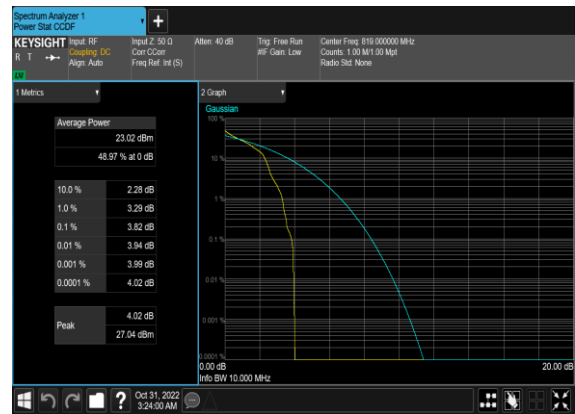 Spectrum Analyzer 1
Power Stat CCDF
+
KEYSIGHT
R T
LXI
Input: RF
Coupling: DC
Align: Auto
Input Z: 50 Ω
Corr CCorr
Freq Ref: Int (S)
Atten: 40 dB
Trig: Free Run
#IF Gain: Low
Center Freq: 819.000000 MHz
Counts: 1.00 M/1.00 Mpt
Radio Std: None
1 Metrics
Average Power
23.02 dBm
48.97 % at 0 dB
10.0 % 2.28 dB
1.0 % 3.29 dB
0.1 % 3.82 dB
0.01 % 3.94 dB
0.001 % 3.99 dB
0.0001 % 4.02 dB
Peak
4.02 dB
27.04 dBm
2 Graph
Gaussian
100 %
10 %
1 %
0.1 %
0.01 %
0.001 %
0.0001 %
0.00 dB 20.00 dB
Info BW 10.000 MHz
?
Oct 31, 2022
3:24:00 AM